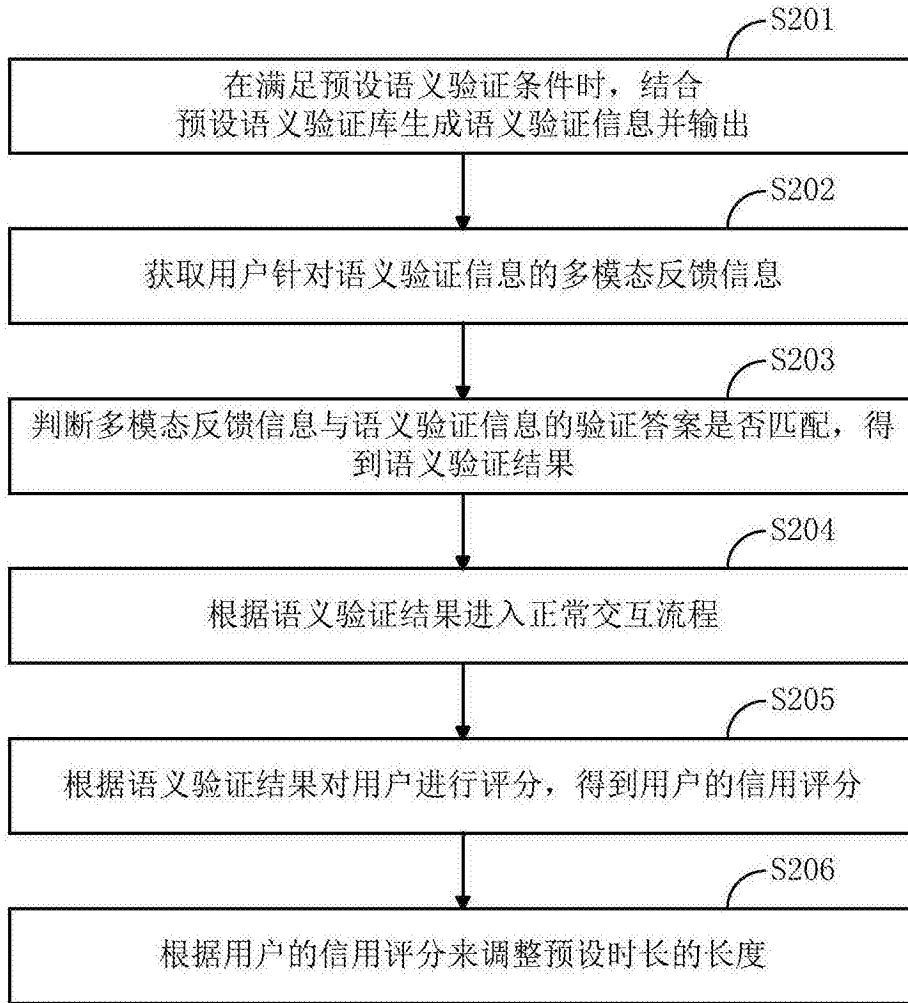 S201
在满足预设语义验证条件时，结合
预设语义验证库生成语义验证信息并输出
S202
获取用户针对语义验证信息的多模态反馈信息
S203
判断多模态反馈信息与语义验证信息的验证答案是否匹配，得
到语义验证结果
S204
根据语义验证结果进入正常交互流程
S205
根据语义验证结果对用户进行评分，得到用户的信用评分
S206
根据用户的信用评分来调整预设时长的长度